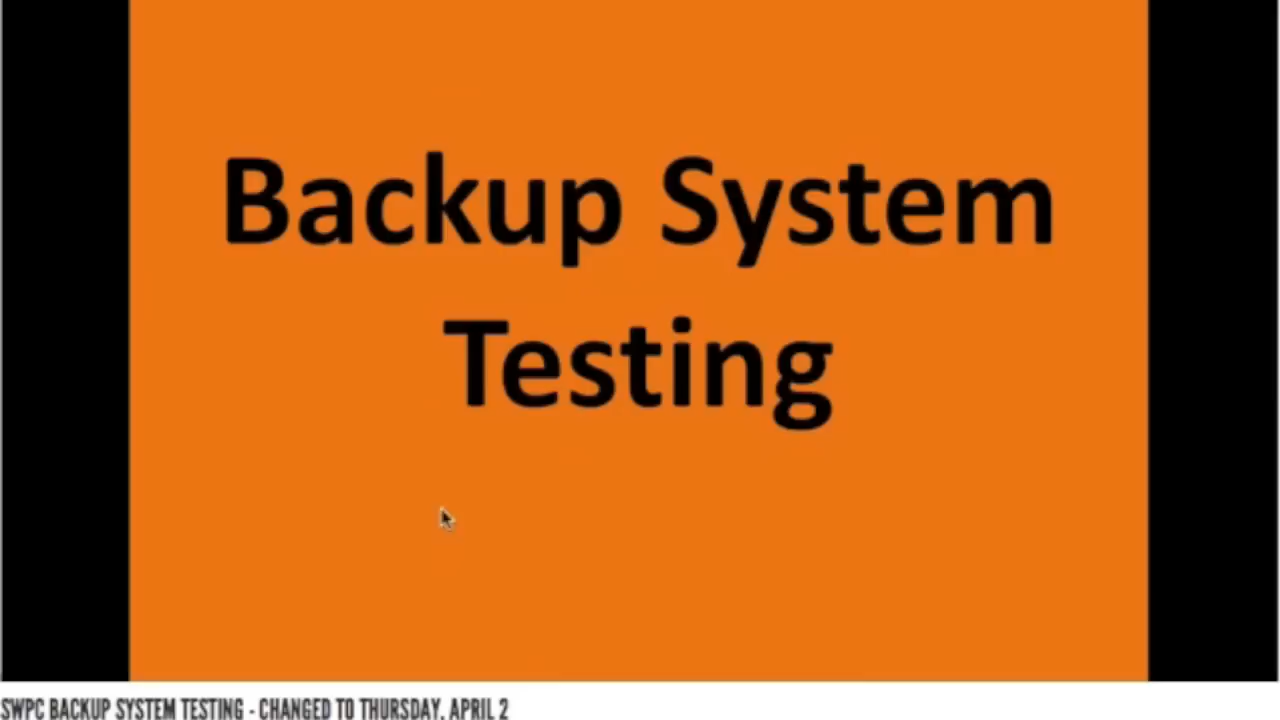 Backup System
Testing
SWPC BACKUP SYSTEM TESTING - CHANGED TO THURSDAY, APRIL 2